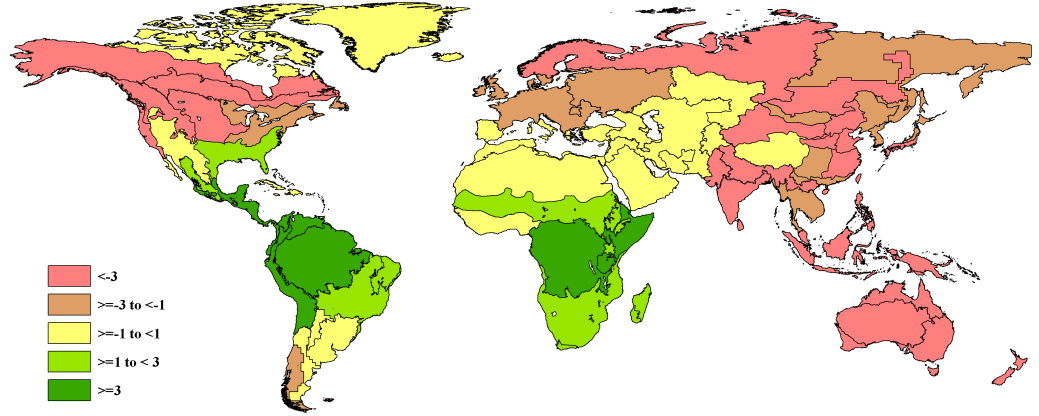 <-3
>=-3 to <-1
>=-1 to <1
>=1 to < 3
>=3